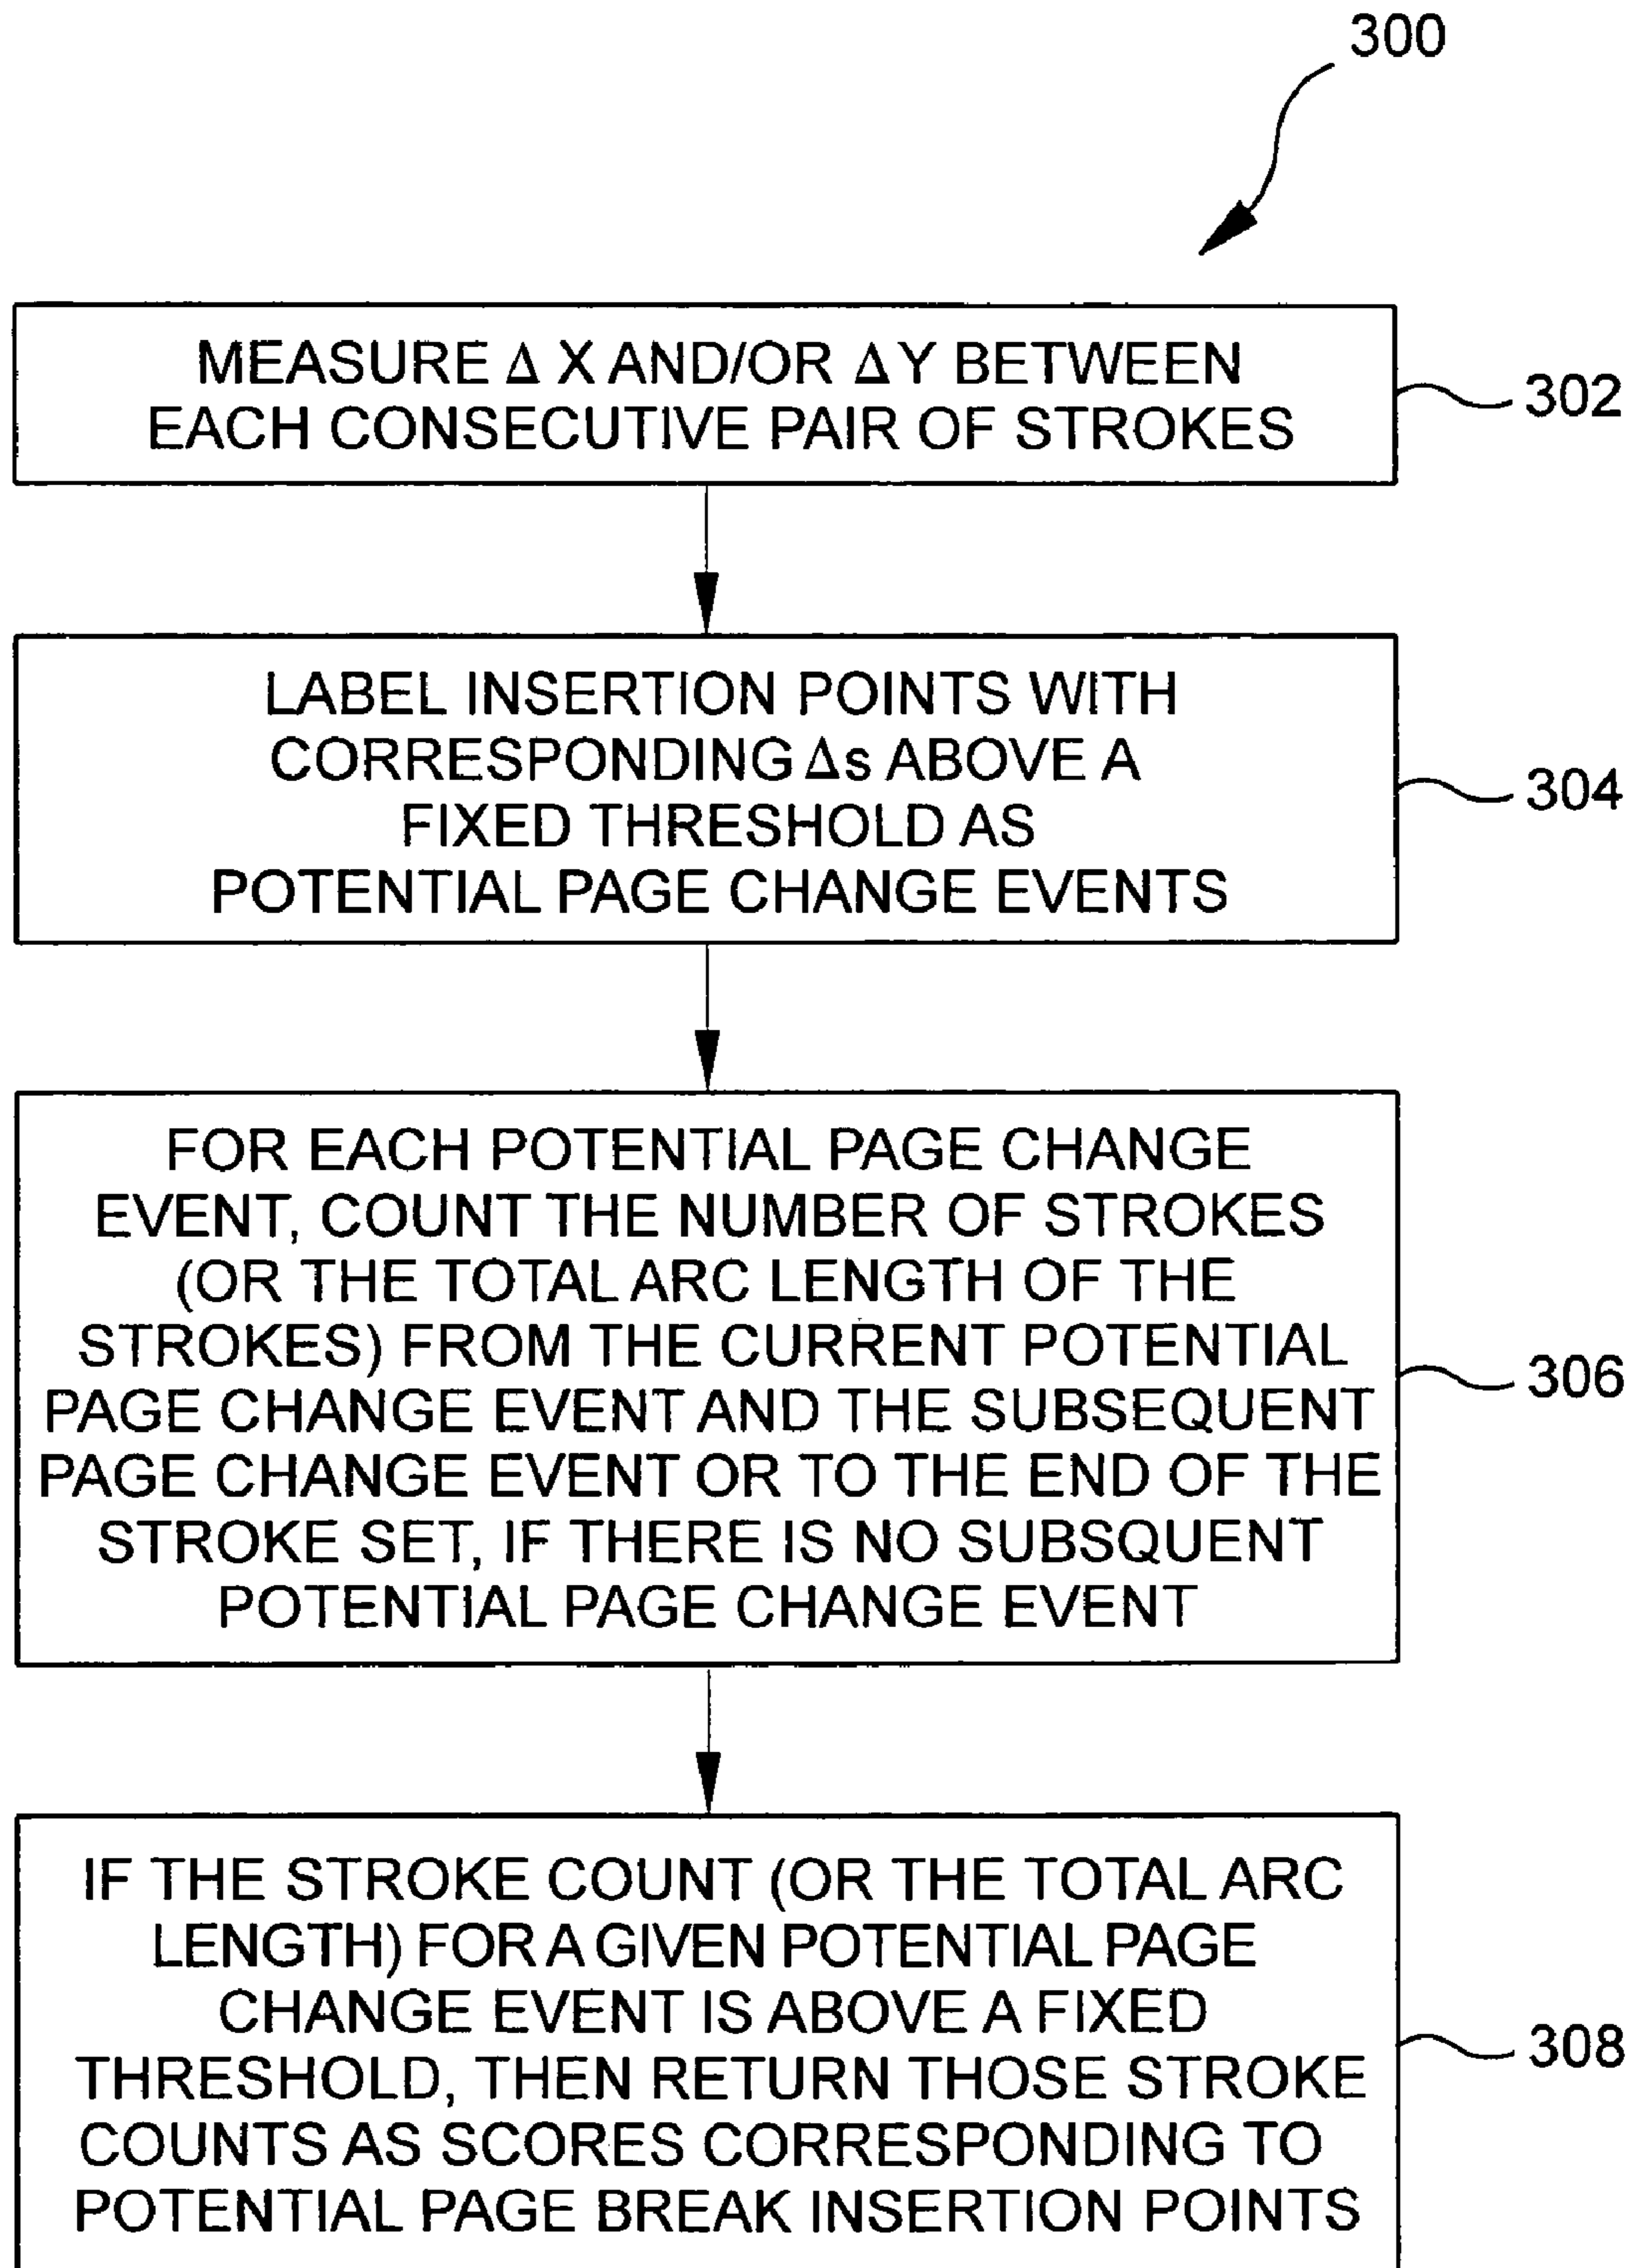 300
MEASURE Δ X AND/OR Δ Y BETWEEN
EACH CONSECUTIVE PAIR OF STROKES
302
LABEL INSERTION POINTS WITH
CORRESPONDING Δs ABOVE A
FIXED THRESHOLD AS
POTENTIAL PAGE CHANGE EVENTS
304
FOR EACH POTENTIAL PAGE CHANGE
EVENT, COUNT THE NUMBER OF STROKES
(OR THE TOTAL ARC LENGTH OF THE
STROKES) FROM THE CURRENT POTENTIAL
PAGE CHANGE EVENT AND THE SUBSEQUENT
PAGE CHANGE EVENT OR TO THE END OF THE
STROKE SET, IF THERE IS NO SUBSQUENT
POTENTIAL PAGE CHANGE EVENT
306
IF THE STROKE COUNT (OR THE TOTAL ARC
LENGTH) FOR A GIVEN POTENTIAL PAGE
CHANGE EVENT IS ABOVE A FIXED
THRESHOLD, THEN RETURN THOSE STROKE
COUNTS AS SCORES CORRESPONDING TO
POTENTIAL PAGE BREAK INSERTION POINTS
308